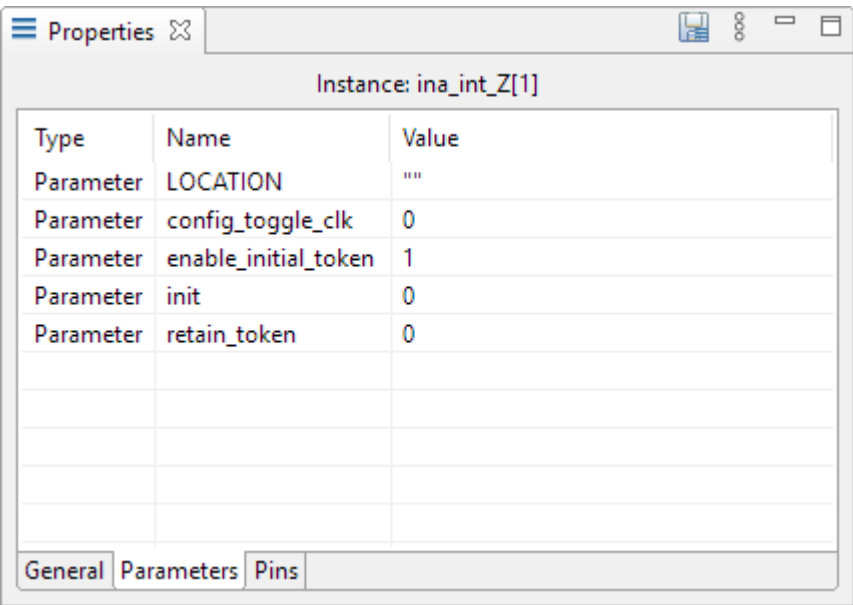 Properties
Instance: ina_int_Z[1]
Type Name Value
Parameter LOCATION ""
Parameter config_toggle_clk 0
Parameter enable_initial_token 1
Parameter init 0
Parameter retain_token 0
General Parameters Pins